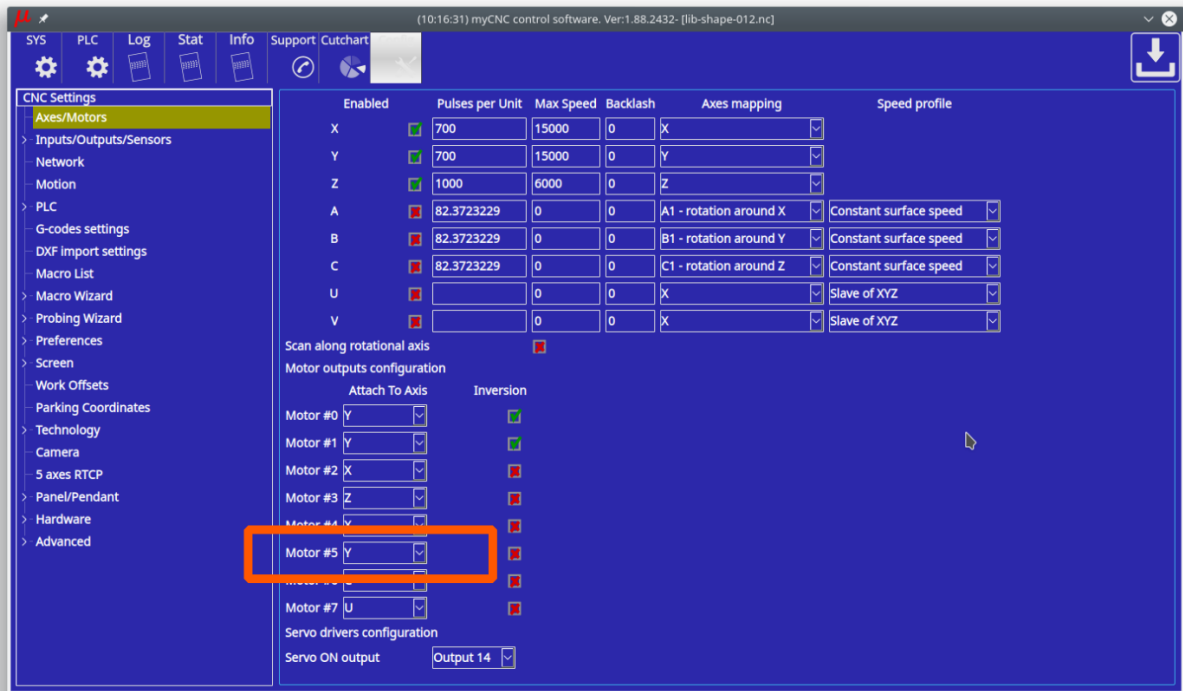 (10:16:31) myCNC control software. Ver:1.88.2432- [lib-shape-012.nc]
SYS PLC Log Stat Info Support Cutchart
CNC Settings
Axes/Motors
Inputs/Outputs/Sensors
Network
Motion
PLC
G-codes settings
DXF import settings
Macro List
Macro Wizard
Probing Wizard
Preferences
Screen
Work Offsets
Parking Coordinates
Technology
Camera
5 axes RTCP
Panel/Pendant
Hardware
Advanced
Enabled Pulses per Unit Max Speed Backlash Axes mapping Speed profile
X 700 15000 0 X
Y 700 15000 0 Y
Z 1000 6000 0 Z
A 82.3723229 0 0 A1 - rotation around X Constant surface speed
B 82.3723229 0 0 B1 - rotation around Y Constant surface speed
C 82.3723229 0 0 C1 - rotation around Z Constant surface speed
U 0 0 X Slave of XYZ
V 0 0 X Slave of XYZ
Scan along rotational axis
Motor outputs configuration
Attach To Axis Inversion
Motor #0 Y
Motor #1 Y
Motor #2 X
Motor #3 Z
Motor #4
Motor #5 Y
Motor #7 U
Servo drivers configuration
Servo ON output Output 14